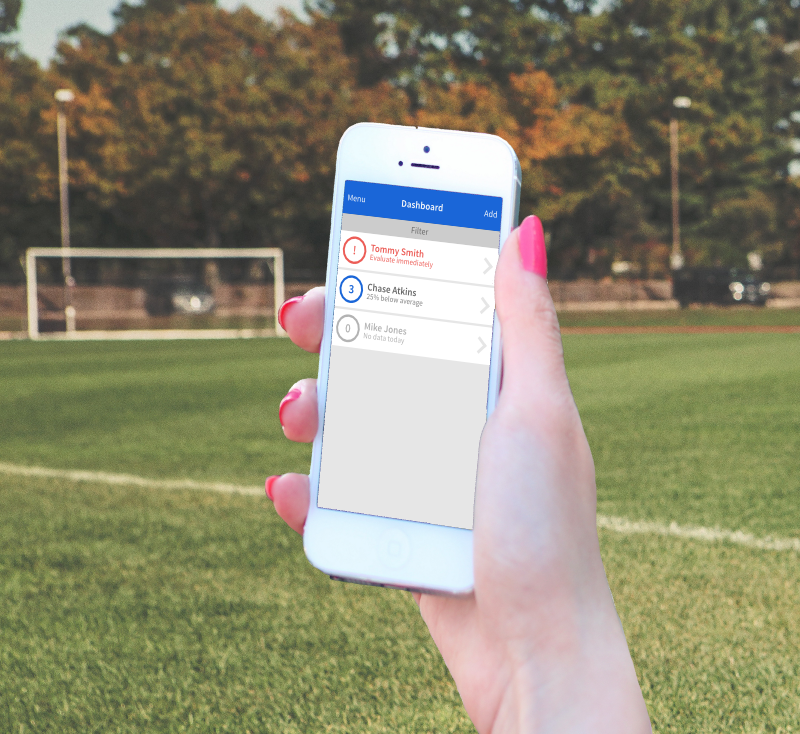 Menu Dashboard Add
Filter
! Tommy Smith
Evaluate immediately
3 Chase Atkins
25% below average
0 Mike Jones
No data today